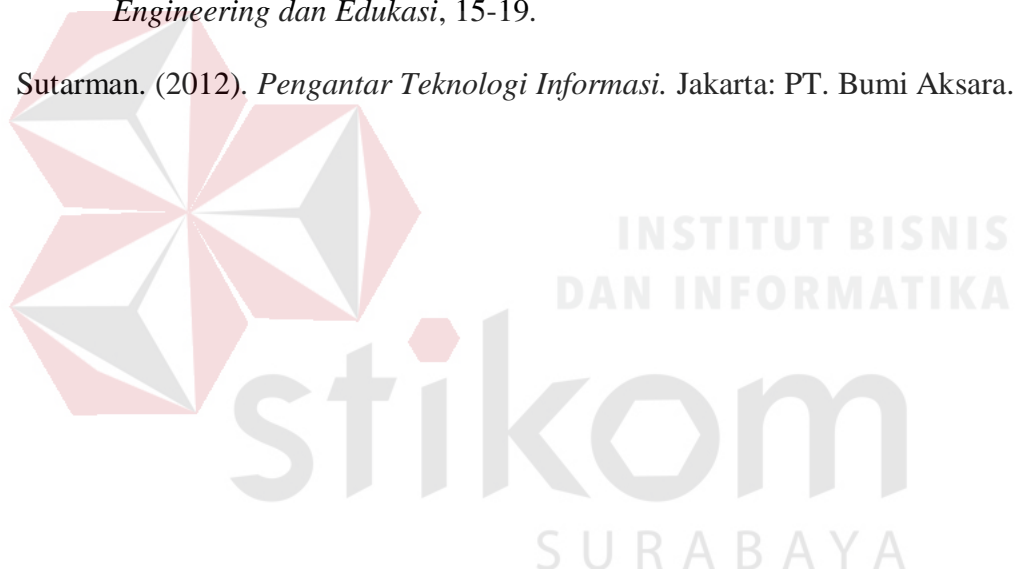 Engineering dan Edukasi, 15-19.
Sutarman. (2012). Pengantar Teknologi Informasi. Jakarta: PT. Bumi Aksara.
INSTITUT BISNIS
DAN INFORMATIKA
stikom
SURABAYA